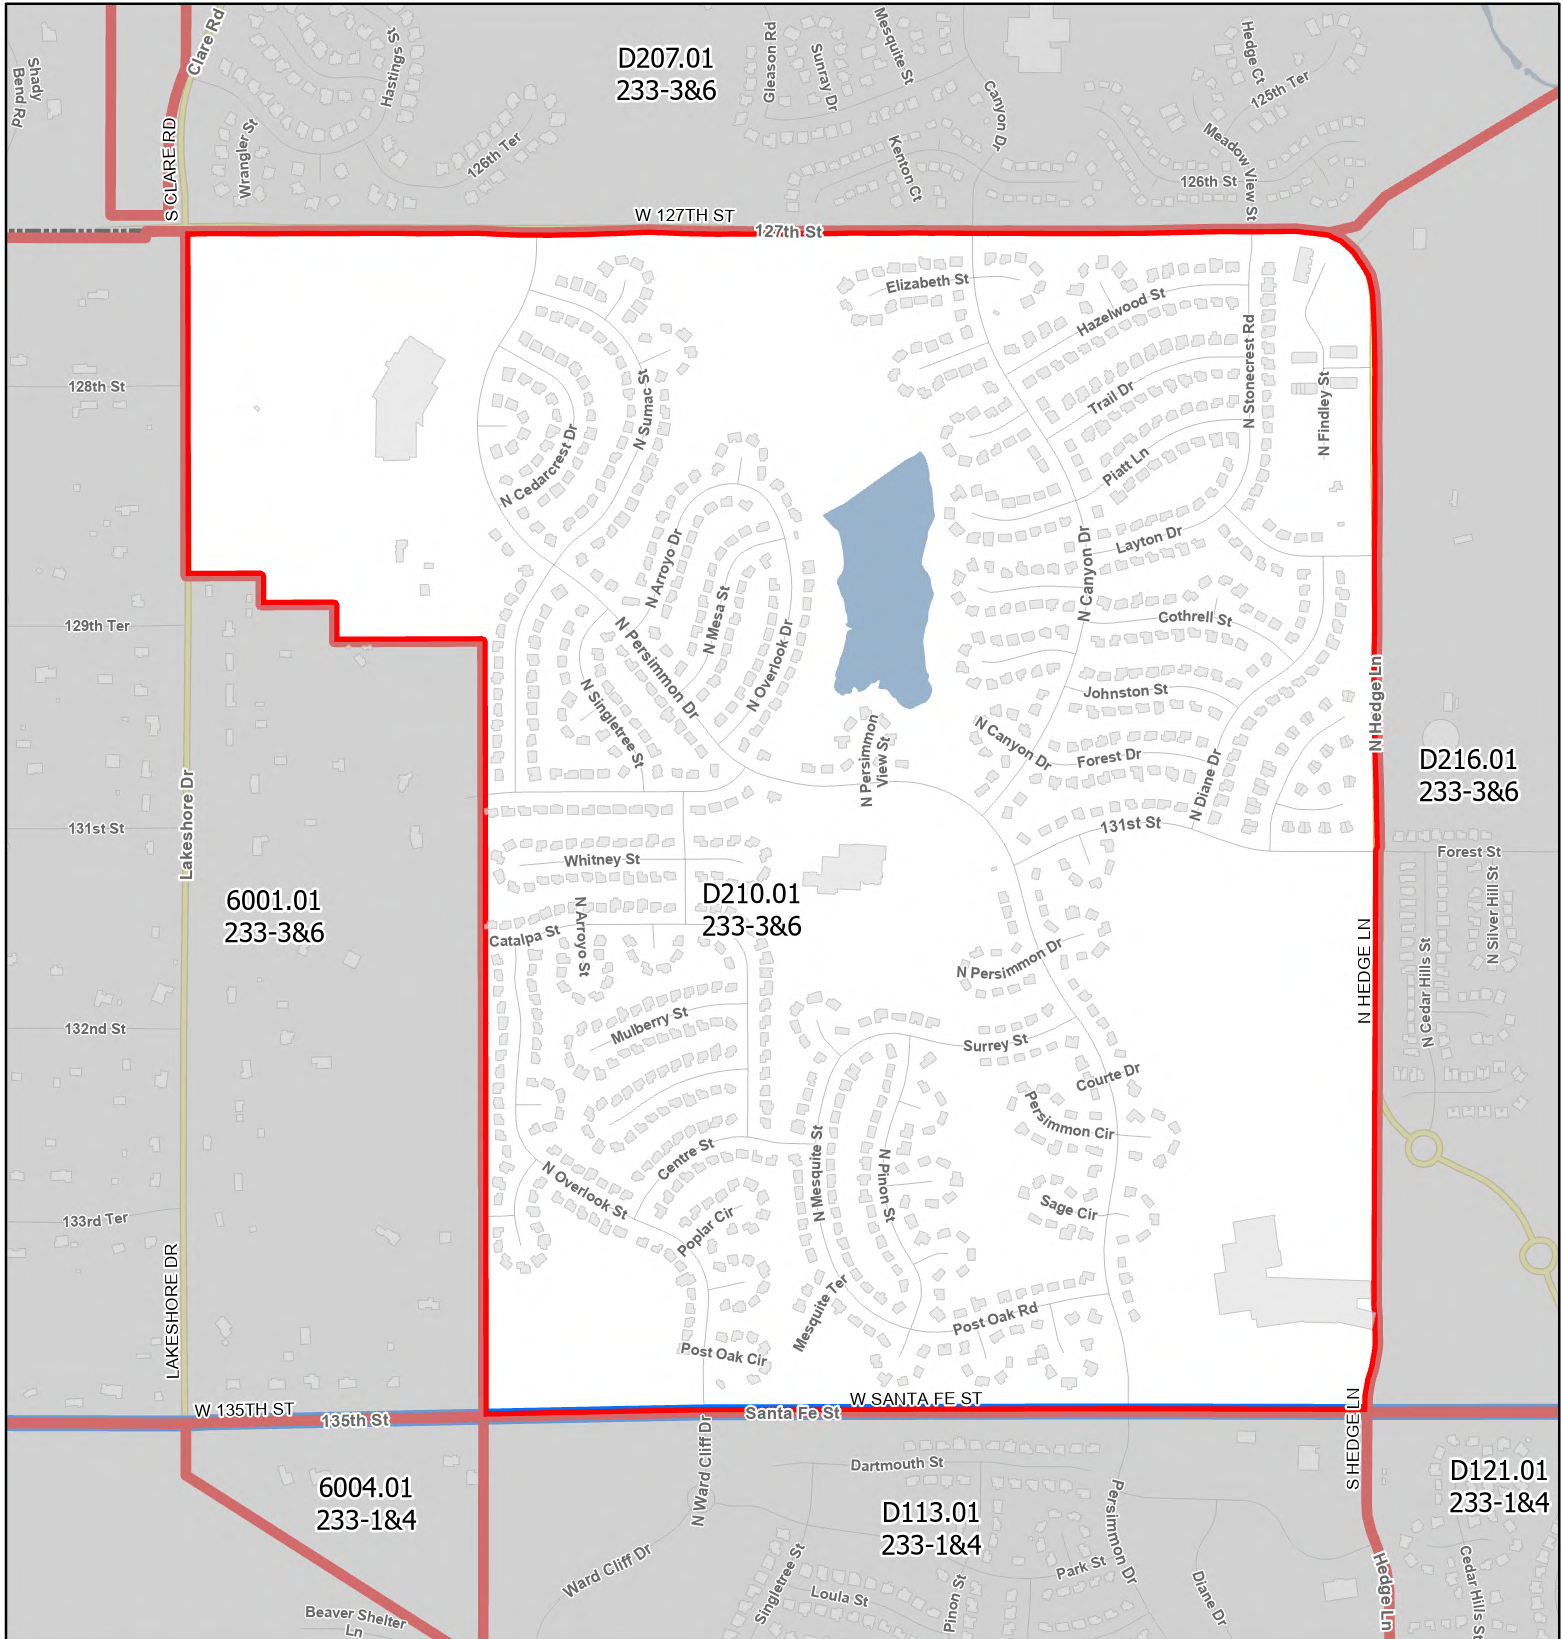 Shady
Bend Rd
Clare Rd
S CLARE RD
Hastings St
Wrangler St
126th Ter
D207.01
233-3&6
Gleason Rd
Sunray Dr
Mesquite St
Canyon Dr
Kenton Ct
Hedge Ct
125th Ter
Meadow View St
126th St
W 127TH ST
127th St
Elizabeth St
Hazelwood St
N Stonecrest Rd
N Findley St
Trail Dr
Piatt Ln
Layton Dr
N Canyon Dr
Cothrell St
Johnston St
N Canyon Dr
Forest Dr
N Diane Dr
131st St
N Sumac St
N Cedarcrest Dr
N Arroyo Dr
N Mesa St
N Overlook Dr
N Persimmon Dr
N Singletree St
N Persimmon
View St
128th St
129th Ter
131st St
Lakeshore Dr
6001.01
233-3&6
132nd St
133rd Ter
LAKESHORE DR
Whitney St
D210.01
233-3&6
Catalpa St
N Arroyo St
Mulberry St
Centre St
N Overlook St
Poplar Cir
N Mesquite St
N Pinon St
Mesquite Ter
Post Oak Cir
Post Oak Rd
N Persimmon Dr
Surrey St
Courte Dr
Persimmon Cir
Sage Cir
N Hedge Ln
N HEDGE LN
D216.01
233-3&6
Forest St
N Silver Hill St
N Cedar Hills St
W 135TH ST
135th St
W SANTA FE ST
Santa Fe St
S HEDGE LN
6004.01
233-1&4
N Ward Cliff Dr
Ward Cliff Dr
Dartmouth St
D113.01
233-1&4
Singletree St
Loula St
Pinon St
Park St
Persimmon Dr
Diane Dr
Hedge Ln
D121.01
233-1&4
Cedar Hills St
Beaver Shelter
Ln